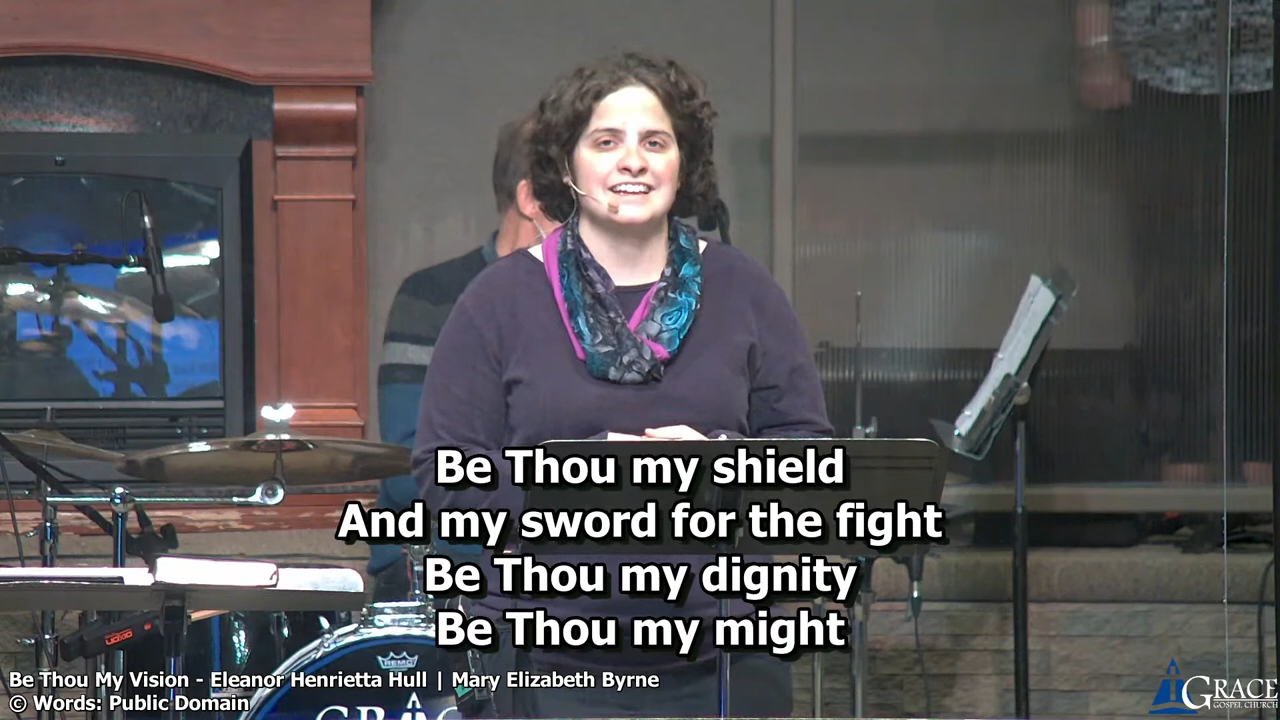 Be Thou my shield
And my sword for the fight
Be Thou my dignity
Be Thou my might
Be Thou My Vision - Eleanor Henrietta Hull | Mary Elizabeth Byrne
© Words: Public Domain
GRACE
GOSPEL CHURCH
REMO